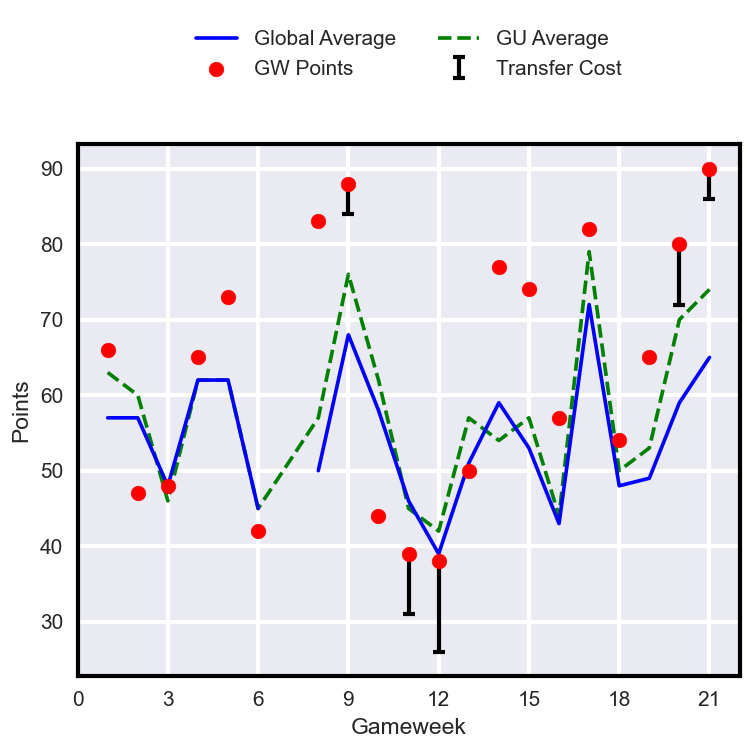 Global Average
GU Average
GW Points
Transfer Cost
Points
90
80
70
60
50
40
30
0 3 6 9 12 15 18 21
Gameweek